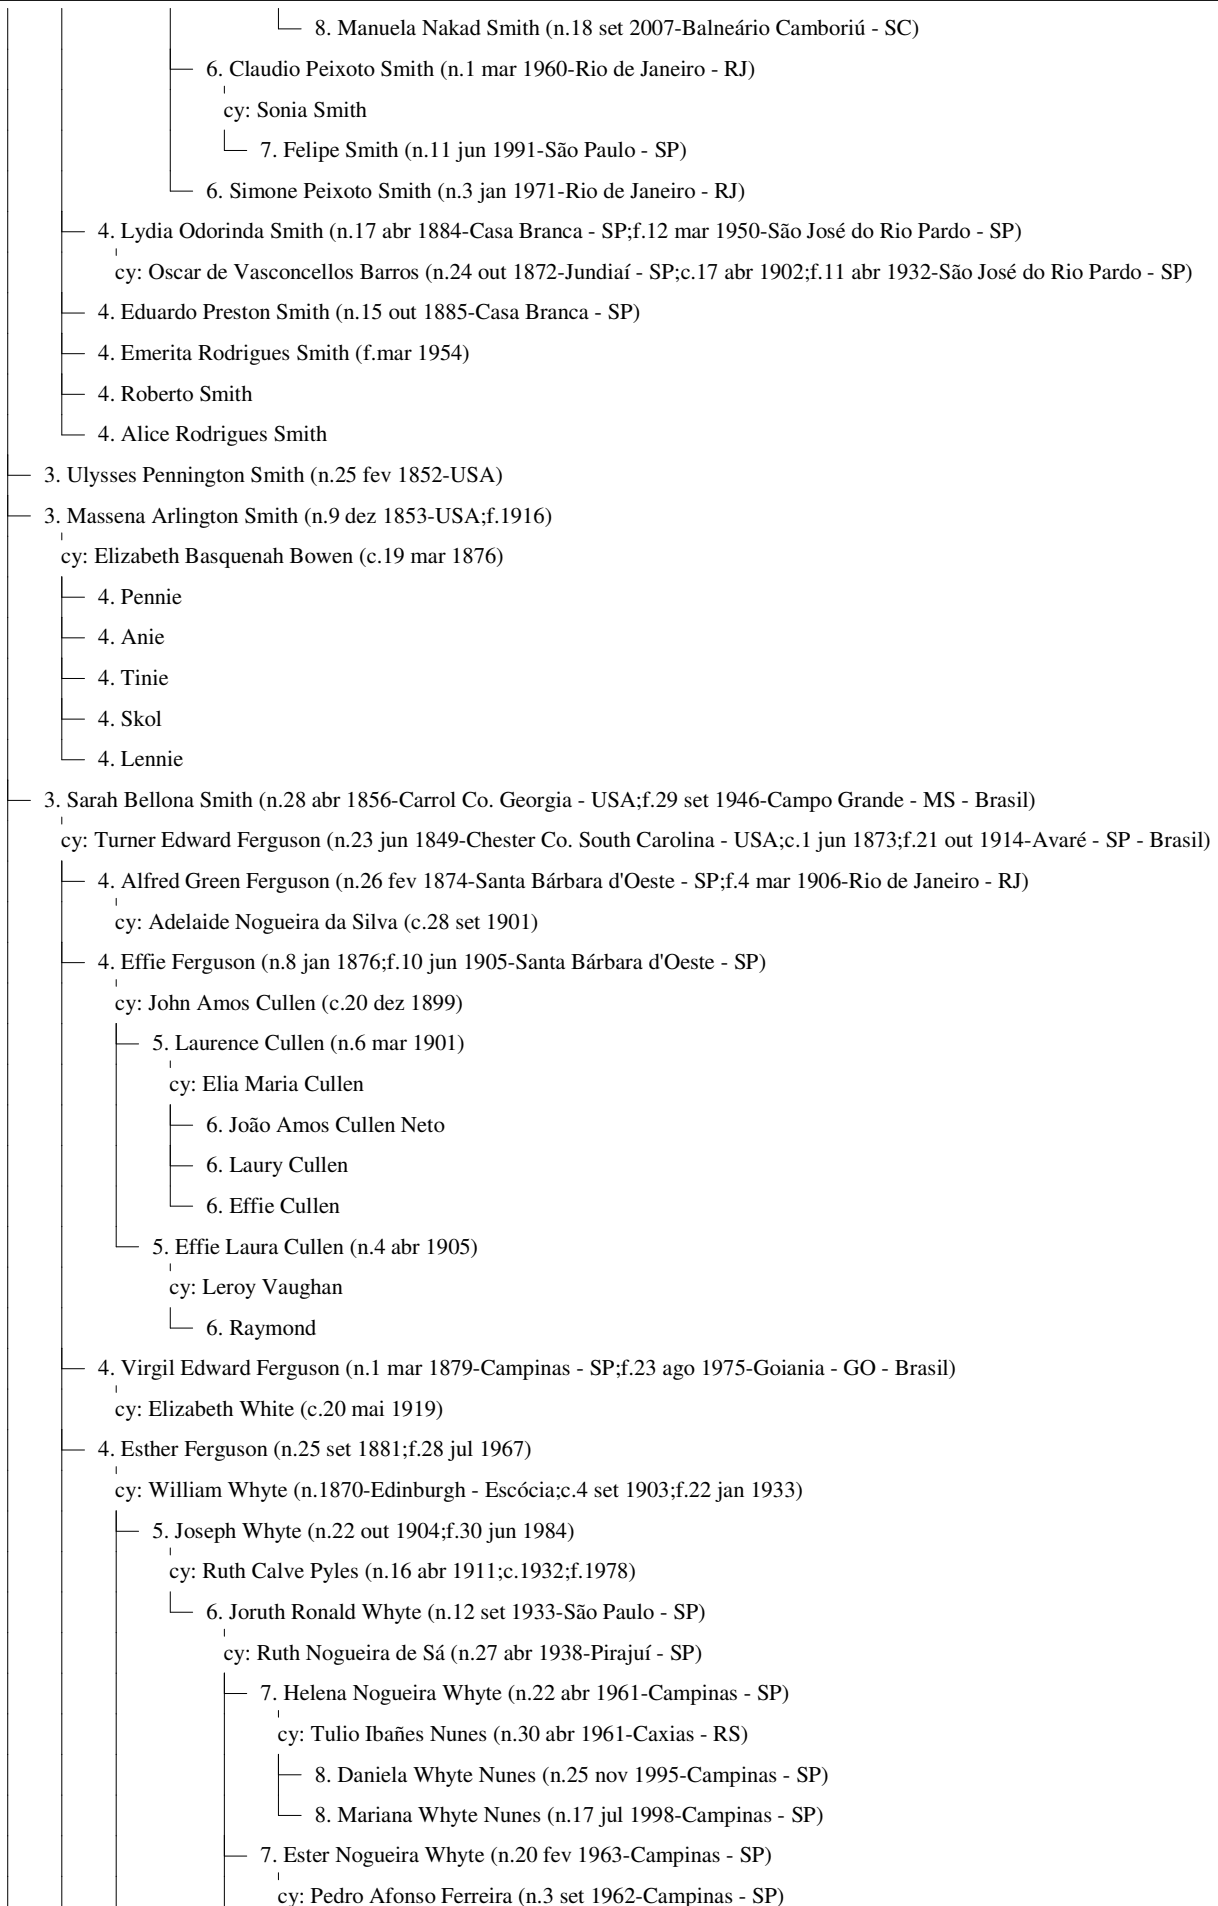 8. Manuela Nakad Smith (n.18 set 2007-Balneário Camboriú - SC)
6. Claudio Peixoto Smith (n.1 mar 1960-Rio de Janeiro - RJ)
cy: Sonia Smith
7. Felipe Smith (n.11 jun 1991-São Paulo - SP)
6. Simone Peixoto Smith (n.3 jan 1971-Rio de Janeiro - RJ)
4. Lydia Odorinda Smith (n.17 abr 1884-Casa Branca - SP;f.12 mar 1950-São José do Rio Pardo - SP)
cy: Oscar de Vasconcellos Barros (n.24 out 1872-Jundiaí - SP;c.17 abr 1902;f.11 abr 1932-São José do Rio Pardo - SP)
4. Eduardo Preston Smith (n.15 out 1885-Casa Branca - SP)
4. Emerita Rodrigues Smith (f.mar 1954)
4. Roberto Smith
4. Alice Rodrigues Smith
3. Ulysses Pennington Smith (n.25 fev 1852-USA)
3. Massena Arlington Smith (n.9 dez 1853-USA;f.1916)
cy: Elizabeth Basquenah Bowen (c.19 mar 1876)
4. Pennie
4. Anie
4. Tinie
4. Skol
4. Lennie
3. Sarah Bellona Smith (n.28 abr 1856-Carrol Co. Georgia - USA;f.29 set 1946-Campo Grande - MS - Brasil)
cy: Turner Edward Ferguson (n.23 jun 1849-Chester Co. South Carolina - USA;c.1 jun 1873;f.21 out 1914-Avaré - SP - Brasil)
4. Alfred Green Ferguson (n.26 fev 1874-Santa Bárbara d'Oeste - SP;f.4 mar 1906-Rio de Janeiro - RJ)
cy: Adelaide Nogueira da Silva (c.28 set 1901)
4. Effie Ferguson (n.8 jan 1876;f.10 jun 1905-Santa Bárbara d'Oeste - SP)
cy: John Amos Cullen (c.20 dez 1899)
5. Laurence Cullen (n.6 mar 1901)
cy: Elia Maria Cullen
6. João Amos Cullen Neto
6. Laury Cullen
6. Effie Cullen
5. Effie Laura Cullen (n.4 abr 1905)
cy: Leroy Vaughan
6. Raymond
4. Virgil Edward Ferguson (n.1 mar 1879-Campinas - SP;f.23 ago 1975-Goiania - GO - Brasil)
cy: Elizabeth White (c.20 mai 1919)
4. Esther Ferguson (n.25 set 1881;f.28 jul 1967)
cy: William Whyte (n.1870-Edinburgh - Escócia;c.4 set 1903;f.22 jan 1933)
5. Joseph Whyte (n.22 out 1904;f.30 jun 1984)
cy: Ruth Calve Pyles (n.16 abr 1911;c.1932;f.1978)
6. Joruth Ronald Whyte (n.12 set 1933-São Paulo - SP)
cy: Ruth Nogueira de Sá (n.27 abr 1938-Pirajuí - SP)
7. Helena Nogueira Whyte (n.22 abr 1961-Campinas - SP)
cy: Tulio Ibañes Nunes (n.30 abr 1961-Caxias - RS)
8. Daniela Whyte Nunes (n.25 nov 1995-Campinas - SP)
8. Mariana Whyte Nunes (n.17 jul 1998-Campinas - SP)
7. Ester Nogueira Whyte (n.20 fev 1963-Campinas - SP)
cy: Pedro Afonso Ferreira (n.3 set 1962-Campinas - SP)